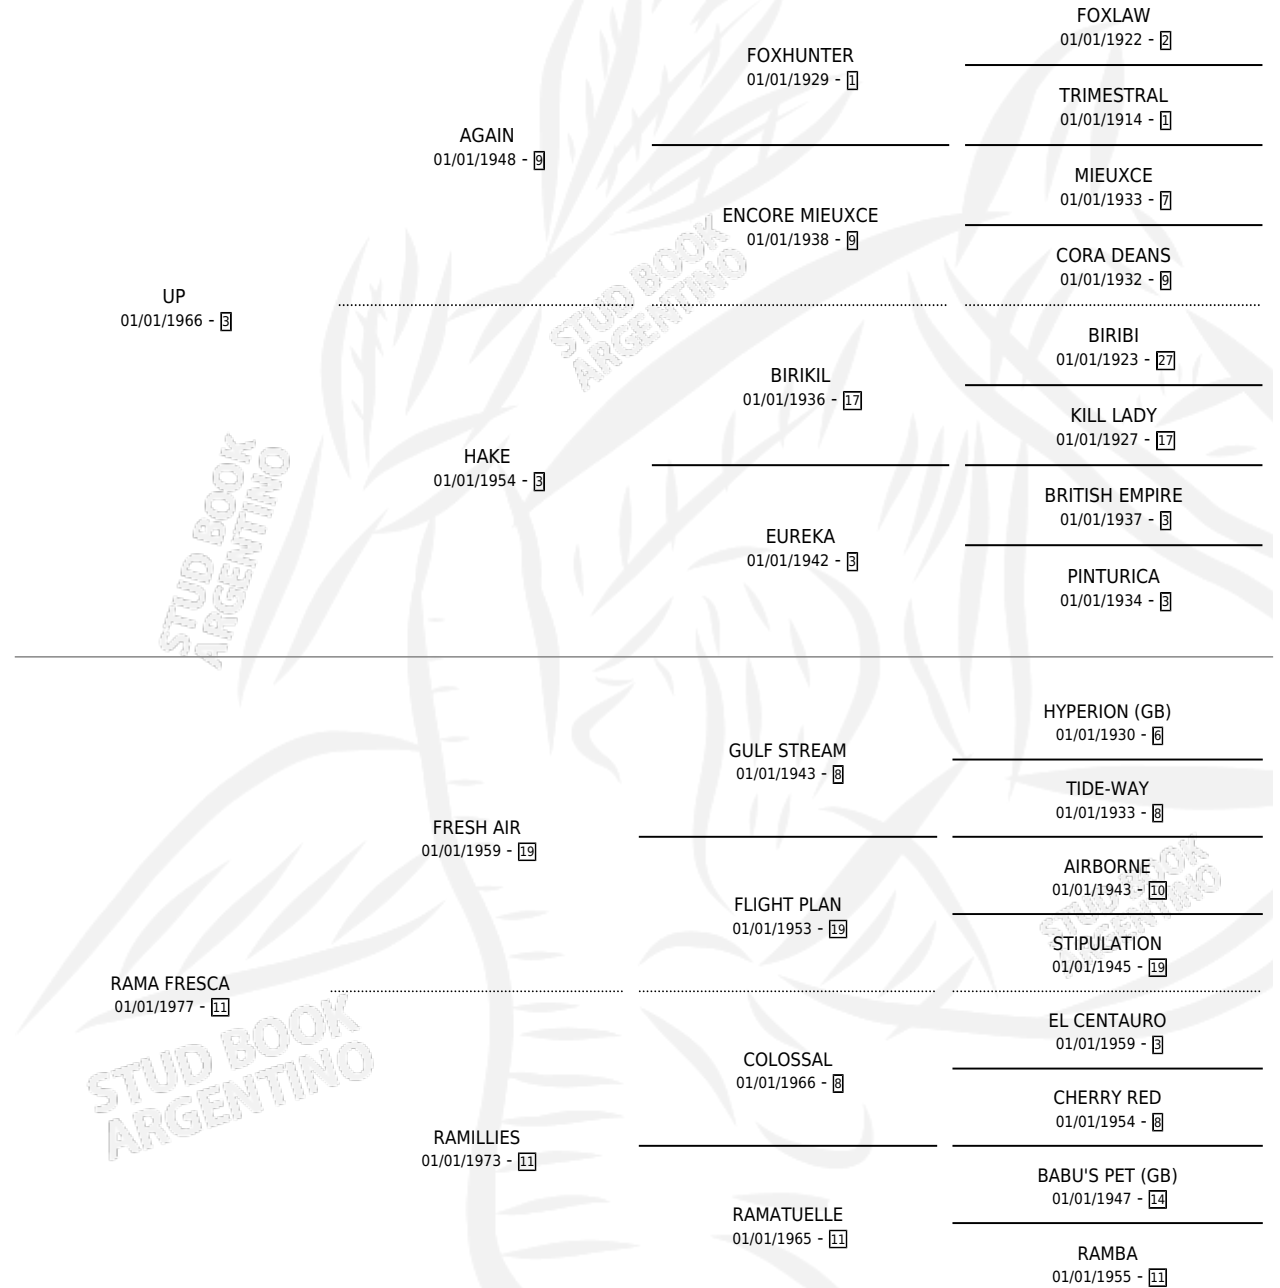 FOXLAW
01/01/1922 - 2
FOXHUNTER
01/01/1929 - 1
TRIMESTRAL
01/01/1914 - 1
AGAIN
01/01/1948 - 9
MIEUXCE
01/01/1933 - 7
ENCORE MIEUXCE
01/01/1938 - 9
CORA DEANS
01/01/1932 - 9
UP
01/01/1966 - 3
BIRIBI
01/01/1923 - 27
BIRIKIL
01/01/1936 - 17
KILL LADY
01/01/1927 - 17
HAKE
01/01/1954 - 3
BRITISH EMPIRE
01/01/1937 - 3
EUREKA
01/01/1942 - 3
PINTURICA
01/01/1934 - 3
HYPERION (GB)
01/01/1930 - 6
GULF STREAM
01/01/1943 - 8
TIDE-WAY
01/01/1933 - 8
FRESH AIR
01/01/1959 - 19
AIRBORNE
01/01/1943 - 10
FLIGHT PLAN
01/01/1953 - 19
STIPULATION
01/01/1945 - 19
RAMA FRESCA
01/01/1977 - 11
EL CENTAURO
01/01/1959 - 3
COLOSSAL
01/01/1966 - 8
CHERRY RED
01/01/1954 - 8
RAMILLIES
01/01/1973 - 11
BABU'S PET (GB)
01/01/1947 - 14
RAMATUELLE
01/01/1965 - 11
RAMBA
01/01/1955 - 11
STUD BOOK
ARGENTINO
STUD BOOK
ARGENTINO
STUD BOOK
ARGENTINO
STUD BOOK
ARGENTINO